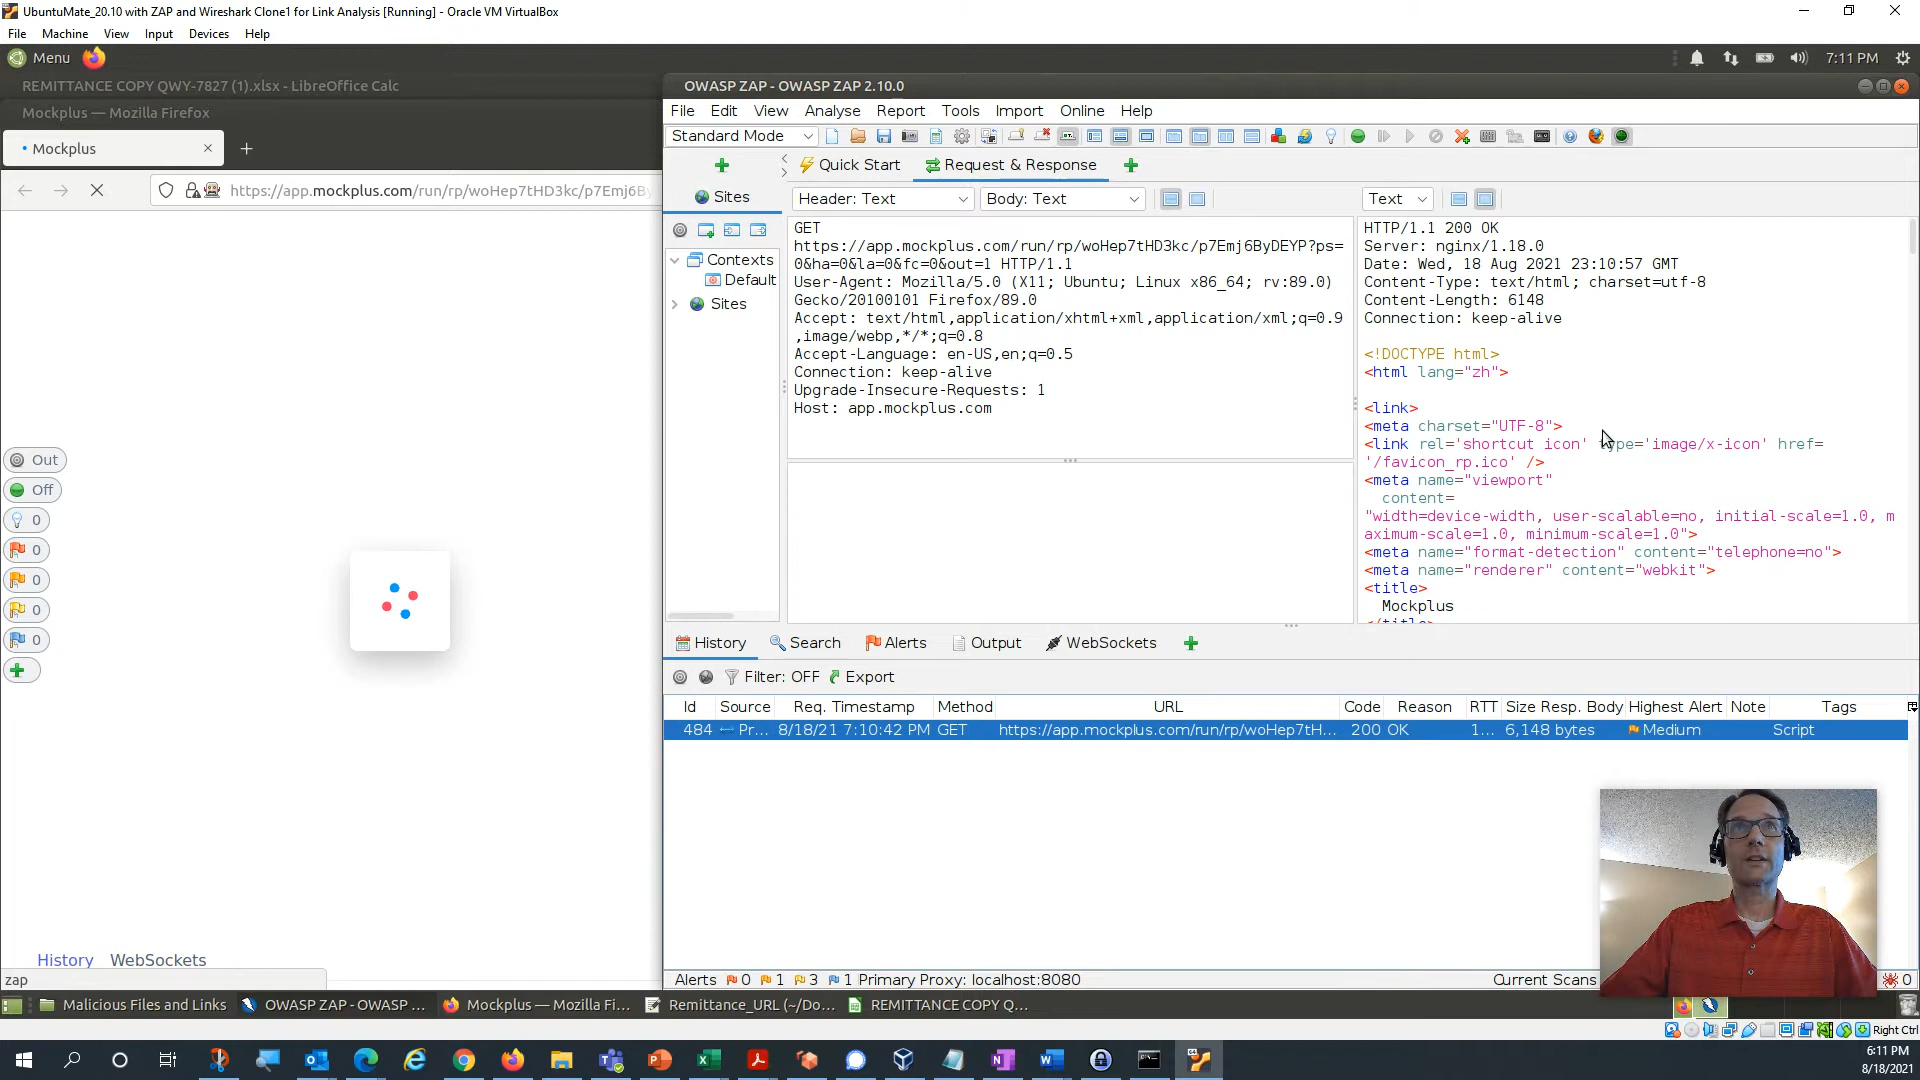 UbuntuMate_20.10 with ZAP and Wireshark Clone1 for Link Analysis [Running] - Oracle VM VirtualBox
File Machine View Input Devices Help
Menu 7:11 PM
REMITTANCE COPY QWY-7827 (1).xlsx - LibreOffice Calc
Mockplus — Mozilla Firefox
Mockplus
https://app.mockplus.com/run/rp/woHep7tHD3kc/p7Emj6By
Out
Off
0
0
0
0
0
History WebSockets
zap
OWASP ZAP - OWASP ZAP 2.10.0
File Edit View Analyse Report Tools Import Online Help
Standard Mode
Quick Start Request & Response
Sites
Header: Text Body: Text Text
Contexts
Default
Sites
GET
https://app.mockplus.com/run/rp/woHep7tHD3kc/p7Emj6ByDEYP?ps=
0&ha=0&la=0&fc=0&out=1 HTTP/1.1
User-Agent: Mozilla/5.0 (X11; Ubuntu; Linux x86_64; rv:89.0)
Gecko/20100101 Firefox/89.0
Accept: text/html,application/xhtml+xml,application/xml;q=0.9
,image/webp,*/*;q=0.8
Accept-Language: en-US,en;q=0.5
Connection: keep-alive
Upgrade-Insecure-Requests: 1
Host: app.mockplus.com
HTTP/1.1 200 OK
Server: nginx/1.18.0
Date: Wed, 18 Aug 2021 23:10:57 GMT
Content-Type: text/html; charset=utf-8
Content-Length: 6148
Connection: keep-alive
<!DOCTYPE html>
<html lang="zh">
<link>
<meta charset="UTF-8">
<link rel='shortcut icon' type='image/x-icon' href=
'/favicon_rp.ico' />
<meta name="viewport"
content=
"width=device-width, user-scalable=no, initial-scale=1.0, m
aximum-scale=1.0, minimum-scale=1.0">
<meta name="format-detection" content="telephone=no">
<meta name="renderer" content="webkit">
<title>
Mockplus
</title>
History Search Alerts Output WebSockets
Filter: OFF Export
Id Source Req. Timestamp Method URL Code Reason RTT Size Resp. Body Highest Alert Note Tags
484 Pr... 8/18/21 7:10:42 PM GET https://app.mockplus.com/run/rp/woHep7tH... 200 OK 1... 6,148 bytes Medium Script
Alerts 0 1 3 1 Primary Proxy: localhost:8080 Current Scans 0
Malicious Files and Links OWASP ZAP - OWASP ... Mockplus — Mozilla Fi... Remittance_URL (~/Do... REMITTANCE COPY Q...
Right Ctrl
6:11 PM
8/18/2021